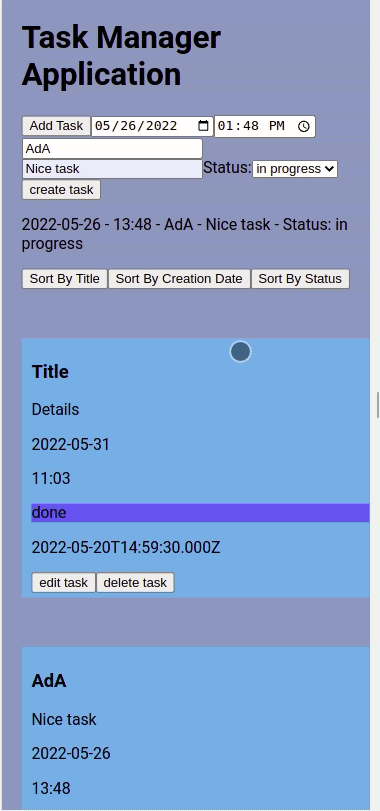 Task Manager
Application
Add Task 05/26/2022 01:48 PM
AdA
Nice task Status: in progress
create task
2022-05-26 - 13:48 - AdA - Nice task - Status: in
progress
Sort By Title Sort By Creation Date Sort By Status
Title
Details
2022-05-31
11:03
done
2022-05-20T14:59:30.000Z
edit task delete task
AdA
Nice task
2022-05-26
13:48